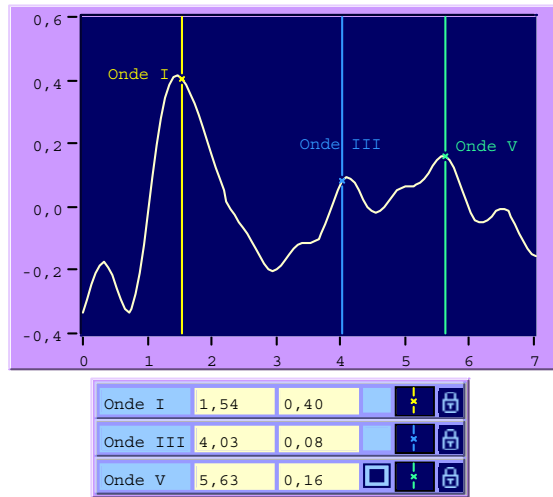 0,6
0,4
Onde I
0,2
Onde III
Onde V
0,0
-0,2
-0,4
0 1 2 3 4 5 6 7
Onde I 1,54 0,40
Onde III 4,03 0,08
Onde V 5,63 0,16